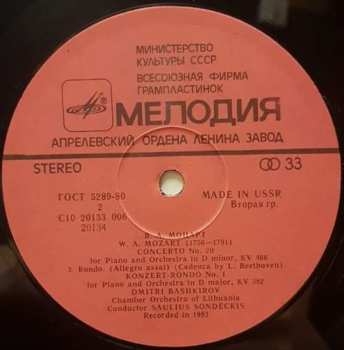 МИНИСТЕРСТВО
КУЛЬТУРЫ СССР
ВСЕСОЮЗНАЯ ФИРМА
ГРАМПЛАСТИНОК
МЕЛОДИЯ
АПРЕЛЕВСКИЙ ОРДЕНА ЛЕНИНА ЗАВОД
STEREO
33
ГОСТ 5289-80
MADE IN USSR
2
Вторая гр.
С10 20133 006
20134
В. А. МОЦАРТ
W. A. MOZART (1756—1791)
CONCERTO No. 20
for Piano and Orchestra in D minor, KV 466
3. Rondo. (Allegro assai) (Cadenza by L. Beethoven)
KONZERT-RONDO No. 1
for Piano and Orchestra in D major, KV 382
DMITRI BASHKIROV
Chamber Orchestra of Lithuania
Conductor SAULIUS SONDECKIS
Recorded in 1983